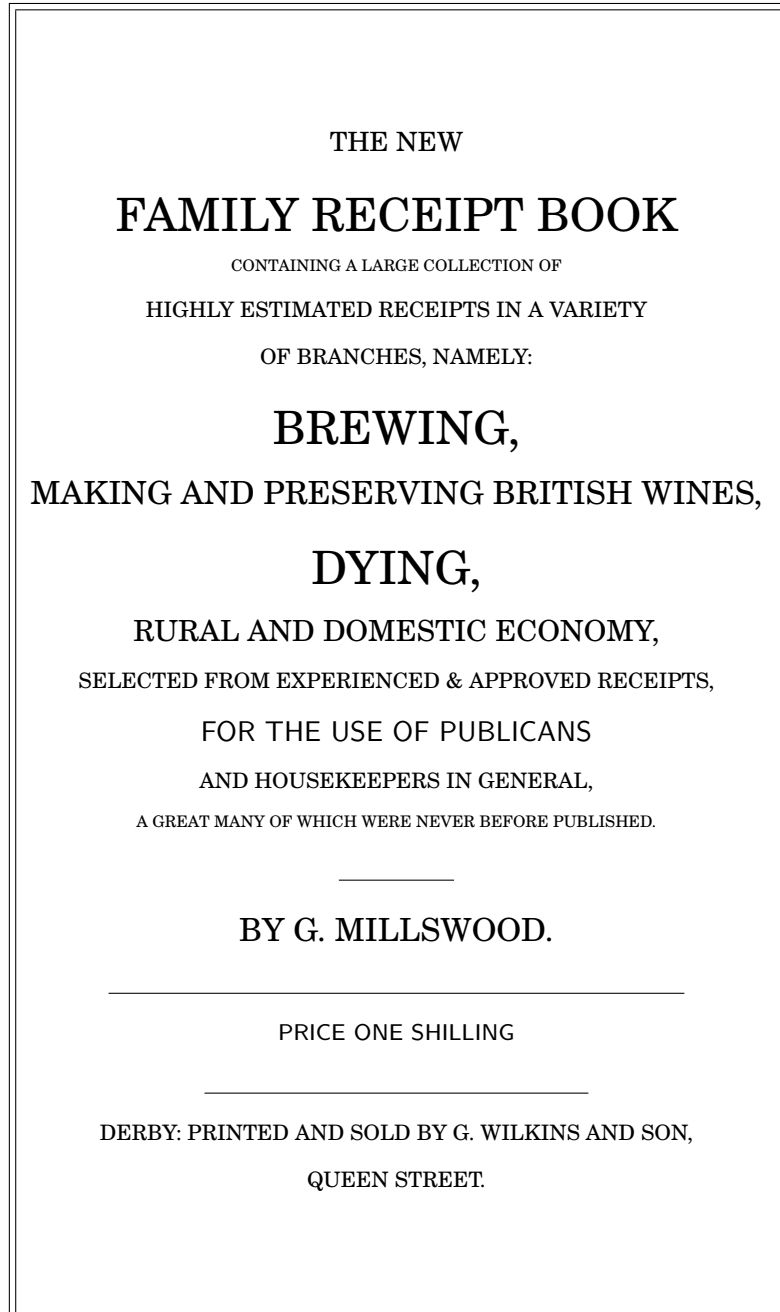 THE NEW
FAMILY RECEIPT BOOK
CONTAINING A LARGE COLLECTION OF
HIGHLY ESTIMATED RECEIPTS IN A VARIETY
OF BRANCHES, NAMELY:
BREWING,
MAKING AND PRESERVING BRITISH WINES,
DYING,
RURAL AND DOMESTIC ECONOMY,
SELECTED FROM EXPERIENCED & APPROVED RECEIPTS,
FOR THE USE OF PUBLICANS
AND HOUSEKEEPERS IN GENERAL,
A GREAT MANY OF WHICH WERE NEVER BEFORE PUBLISHED.
BY G. MILLSWOOD.
PRICE ONE SHILLING
DERBY: PRINTED AND SOLD BY G. WILKINS AND SON,
QUEEN STREET.